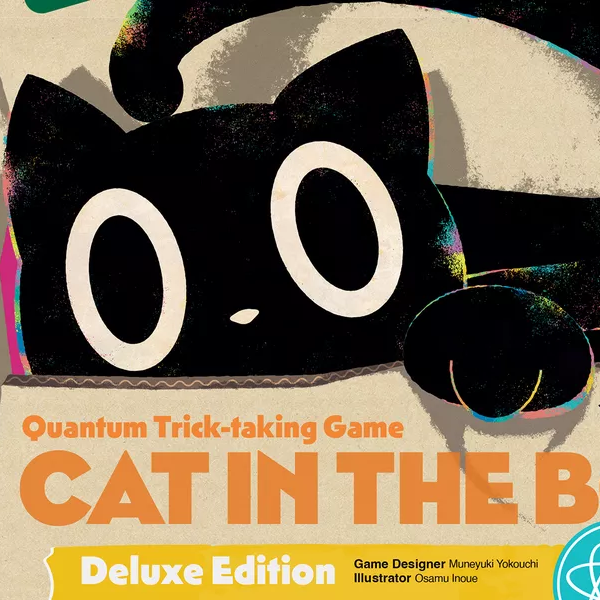 Quantum Trick-taking Game
CAT IN THE B
Deluxe Edition
Game Designer Muneyuki Yokouchi
Illustrator Osamu Inoue